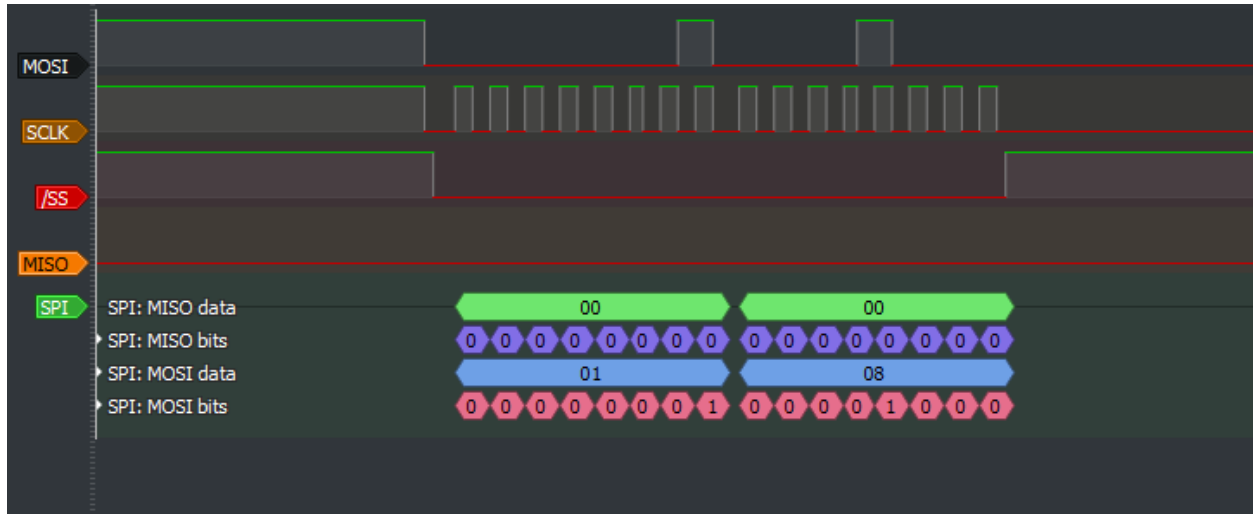 MOSI
SCLK
/SS
MISO
SPI SPI: MISO data 00 00
SPI: MISO bits 0 0 0 0 0 0 0 0 0 0 0 0 0 0 0 0
SPI: MOSI data 01 08
SPI: MOSI bits 0 0 0 0 0 0 0 1 0 0 0 0 1 0 0 0